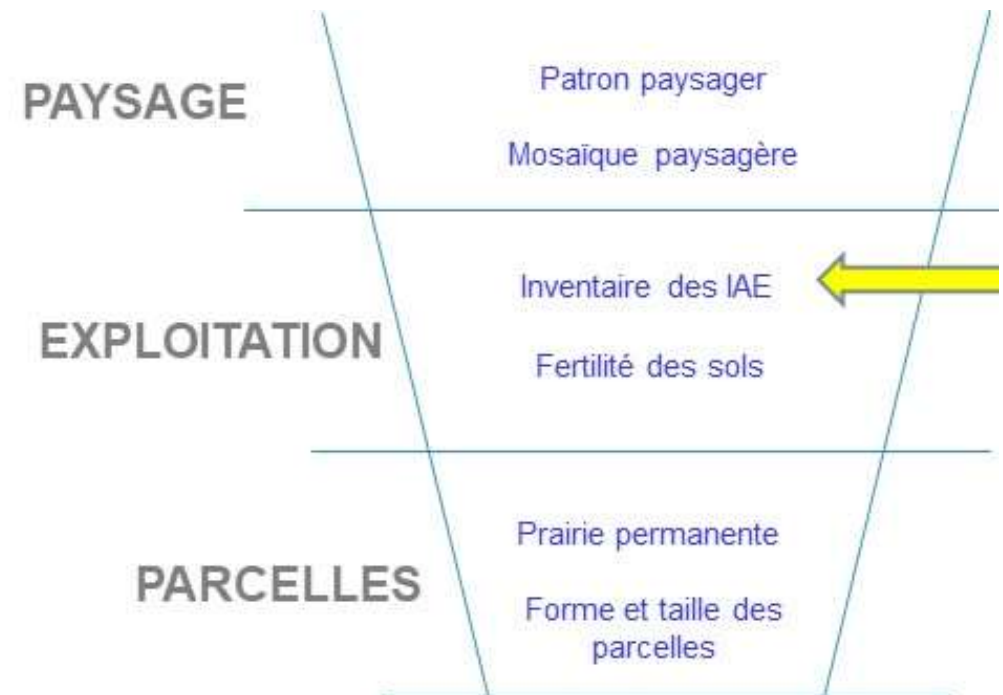 PAYSAGE
Patron paysager
Mosaïque paysagère
EXPLOITATION
Inventaire des IAE
Fertilité des sols
PARCELLES
Prairie permanente
Forme et taille des
parcelles